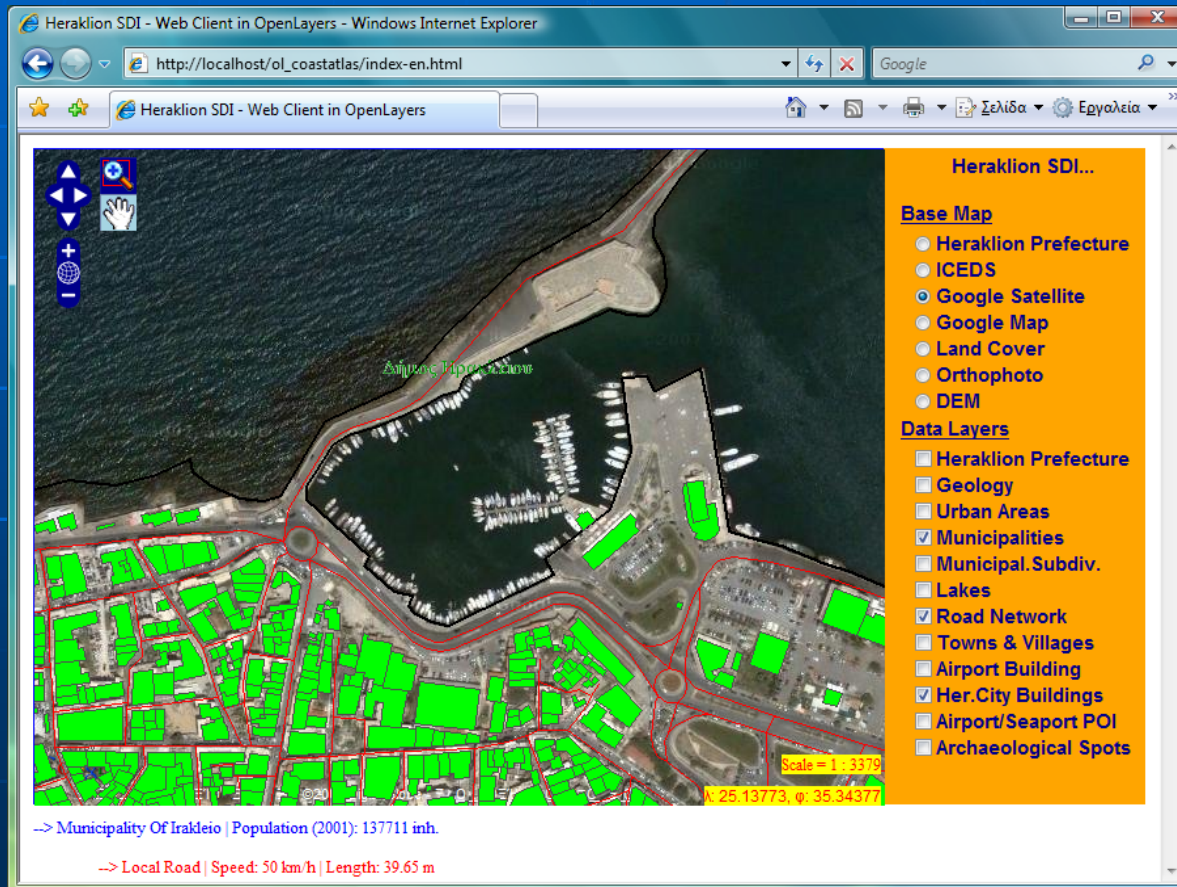 Heraklion SDI - Web Client in OpenLayers - Windows Internet Explorer
http://localhost/ol_coastatlas/index-en.html
Google
Heraklion SDI - Web Client in OpenLayers
Σελίδα
Εργαλεία
Heraklion SDI...
Base Map
Heraklion Prefecture
ICEDS
Google Satellite
Google Map
Land Cover
Orthophoto
DEM
Data Layers
Heraklion Prefecture
Geology
Urban Areas
Municipalities
Municipal.Subdiv.
Lakes
Road Network
Towns & Villages
Airport Building
Her.City Buildings
Airport/Seaport POI
Archaeological Spots
Δήμος Ηρακλείου
Scale = 1 : 3379
λ: 25.13773, φ: 35.34377
--> Municipality Of Irakleio | Population (2001): 137711 inh.
--> Local Road | Speed: 50 km/h | Length: 39.65 m